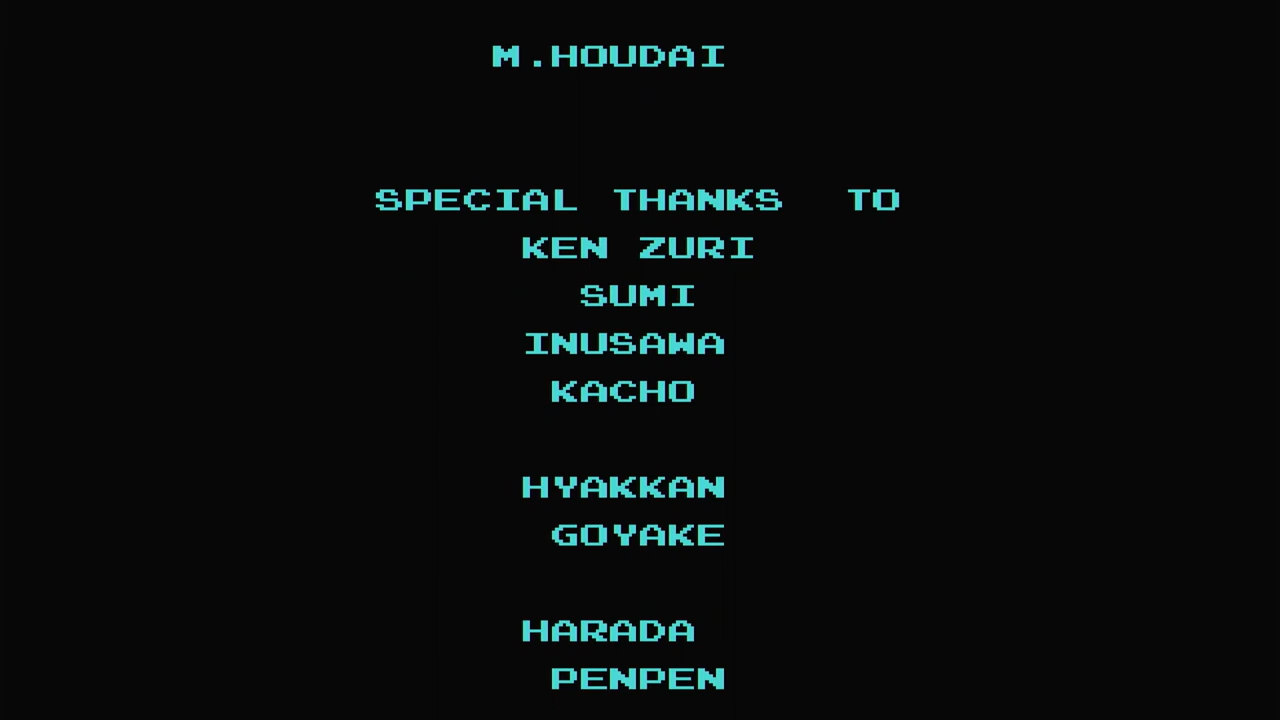 M.HOUDAI
SPECIAL THANKS TO
KEN ZURI
SUMI
INUSAWA
KACHO
HYAKKAN
GOYAKE
HARADA
PENPEN